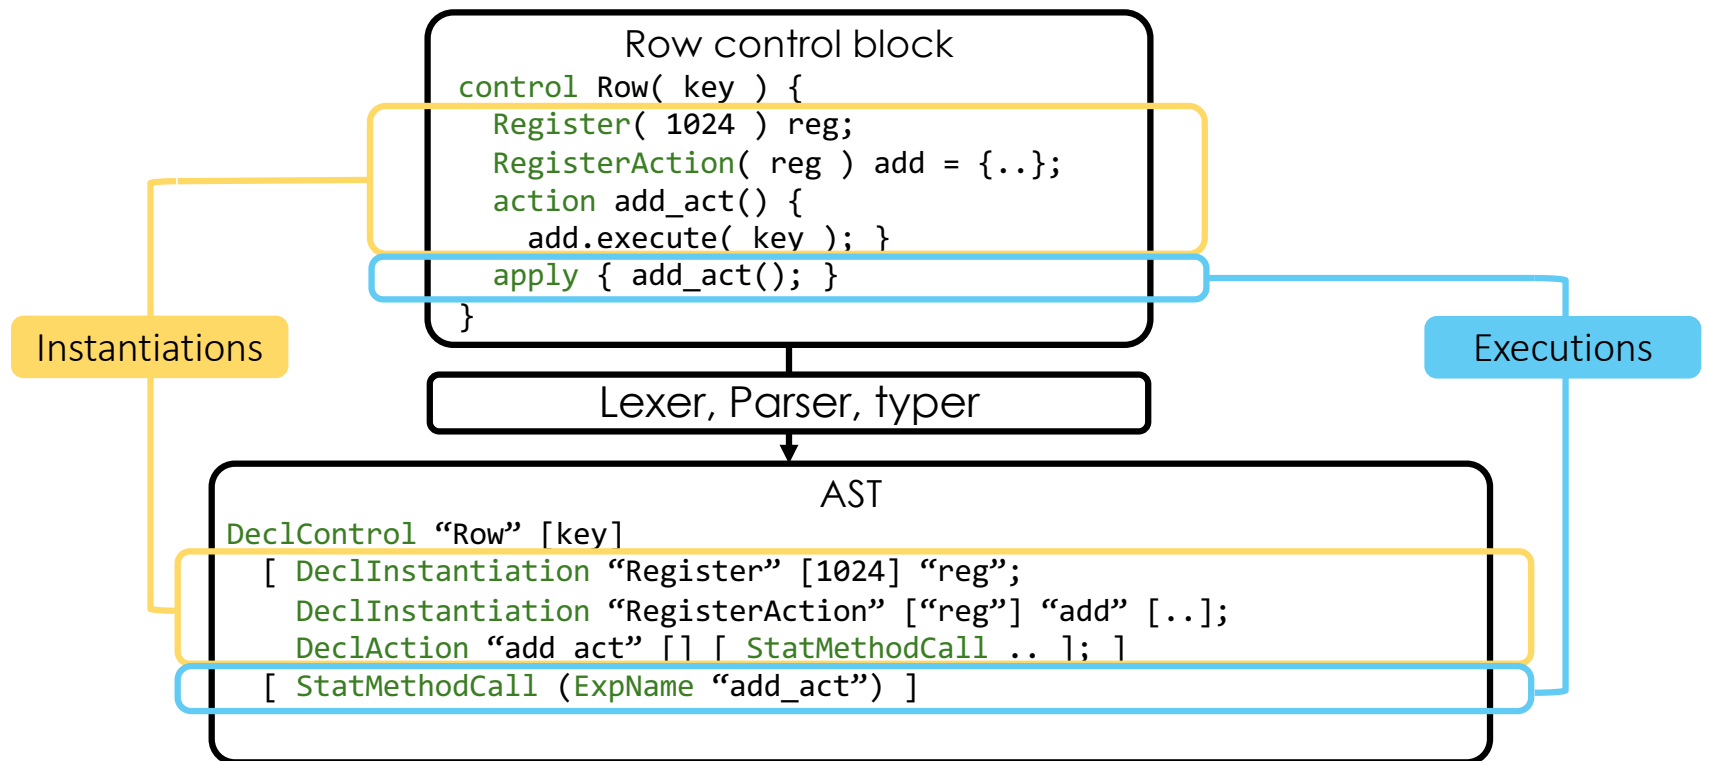 Row control block
control Row( key ) {
Register( 1024 ) reg;
RegisterAction( reg ) add = {..};
action add_act() {
add.execute( key ); }
apply { add_act(); }
}
Instantiations
Executions
Lexer, Parser, typer
AST
DeclControl “Row” [key]
[ DeclInstantiation “Register” [1024] “reg”;
DeclInstantiation “RegisterAction” [“reg”] “add” [..];
DeclAction “add_act” [] [ StatMethodCall .. ]; ]
[ StatMethodCall (ExpName “add_act”) ]